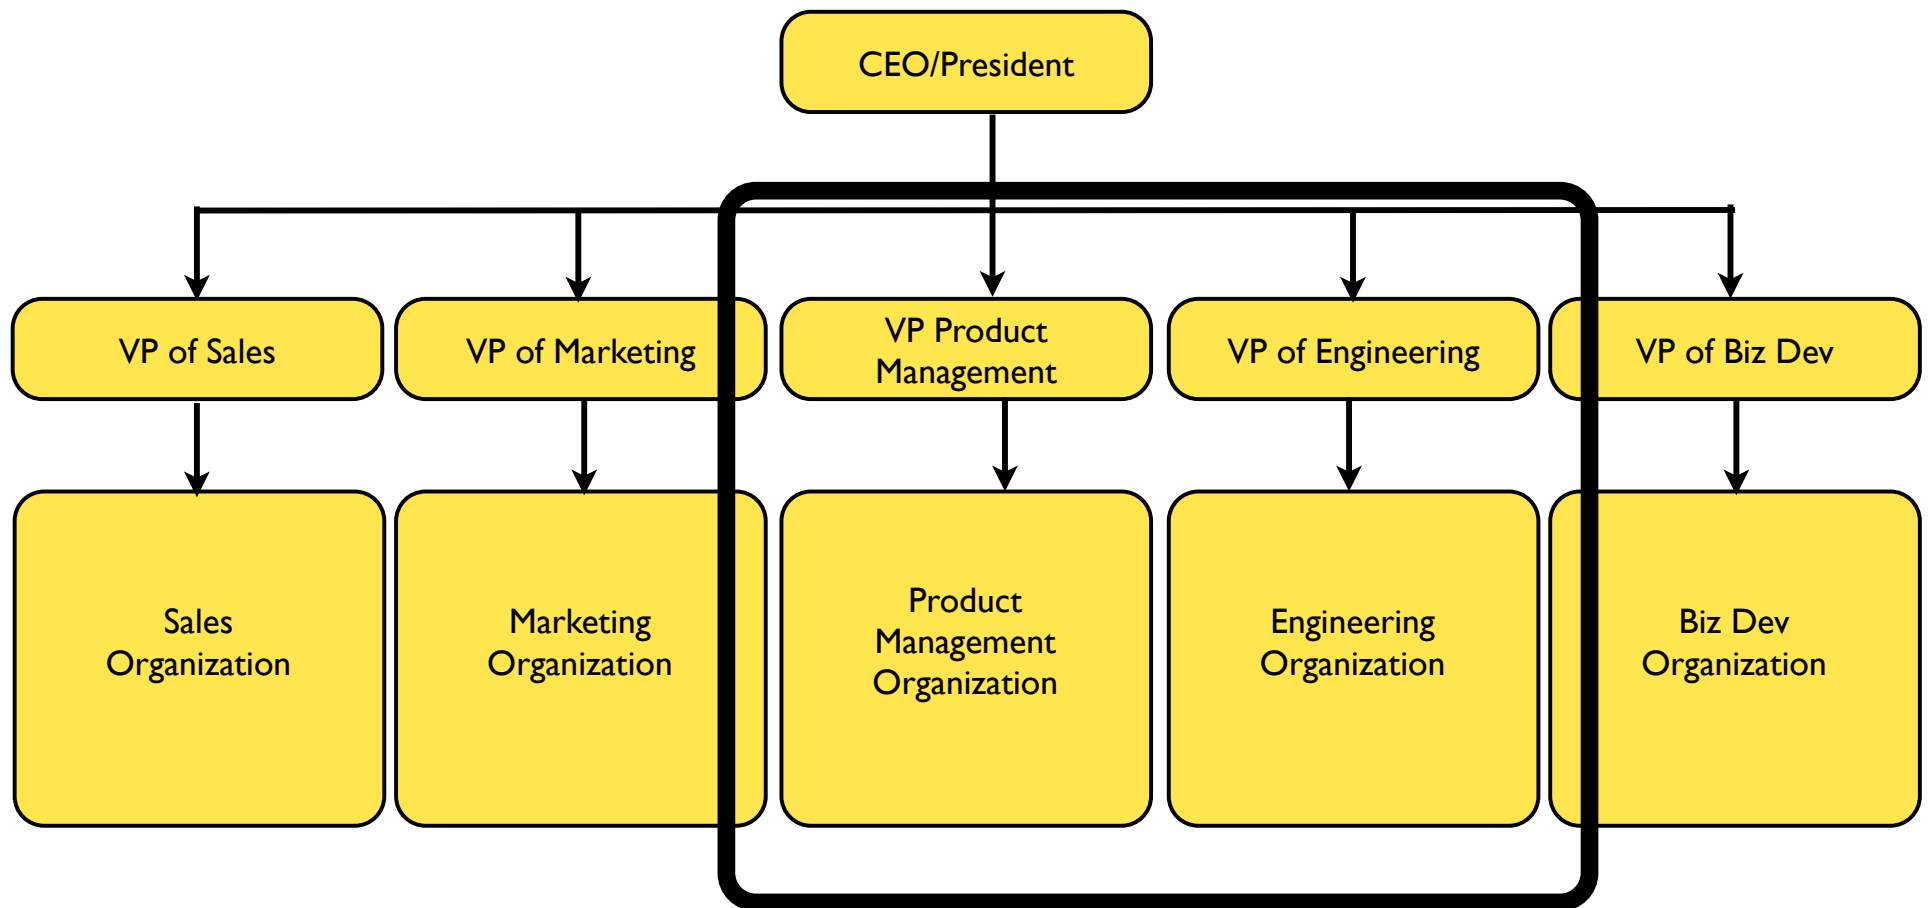 CEO/President
VP of Sales
VP of Marketing
VP Product
Management
VP of Engineering
VP of Biz Dev
Sales
Organization
Marketing
Organization
Product
Management
Organization
Engineering
Organization
Biz Dev
Organization